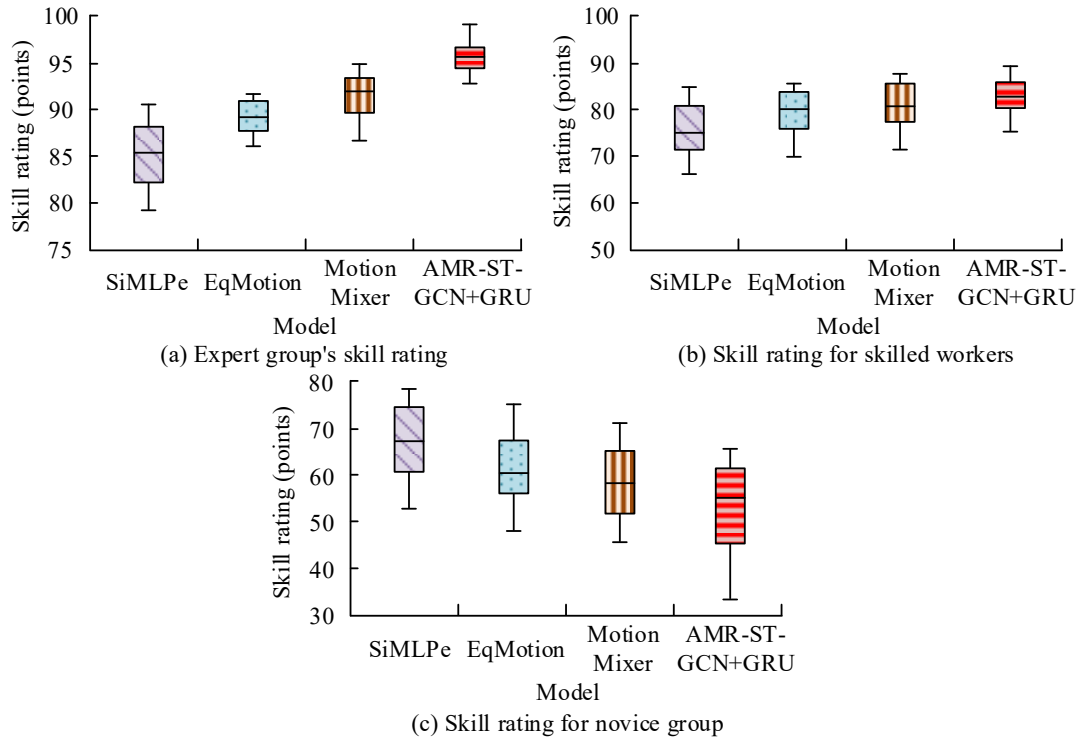 100
95
90
85
80
75
Skill rating (points)
SiMLPe
EqMotion
Motion
Mixer
AMR-ST-
GCN+GRU
Model
(a) Expert group's skill rating
100
90
80
70
60
50
Skill rating (points)
SiMLPe
EqMotion
Motion
Mixer
AMR-ST-
GCN+GRU
Model
(b) Skill rating for skilled workers
80
70
60
50
40
30
Skill rating (points)
SiMLPe
EqMotion
Motion
Mixer
AMR-ST-
GCN+GRU
Model
(c) Skill rating for novice group